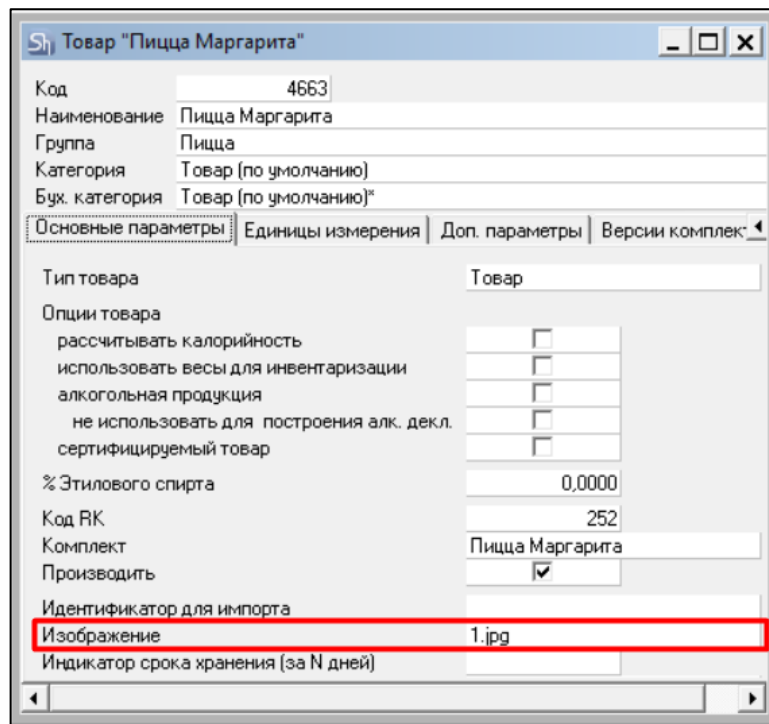 Sh Товар "Пицца Маргарита"
Код 4663
Наименование Пицца Маргарита
Группа Пицца
Категория Товар (по умолчанию)
Бух. категория Товар (по умолчанию)*
Основные параметры Единицы измерения Доп. параметры Версии комплек
Тип товара Товар
Опции товара
рассчитывать калорийность
использовать весы для инвентаризации
алкогольная продукция
не использовать для построения алк. декл.
сертифицируемый товар
% Этилового спирта 0,0000
Код RK 252
Комплект Пицца Маргарита
Производить
Идентификатор для импорта
Изображение 1.jpg
Индикатор срока хранения (за N дней)